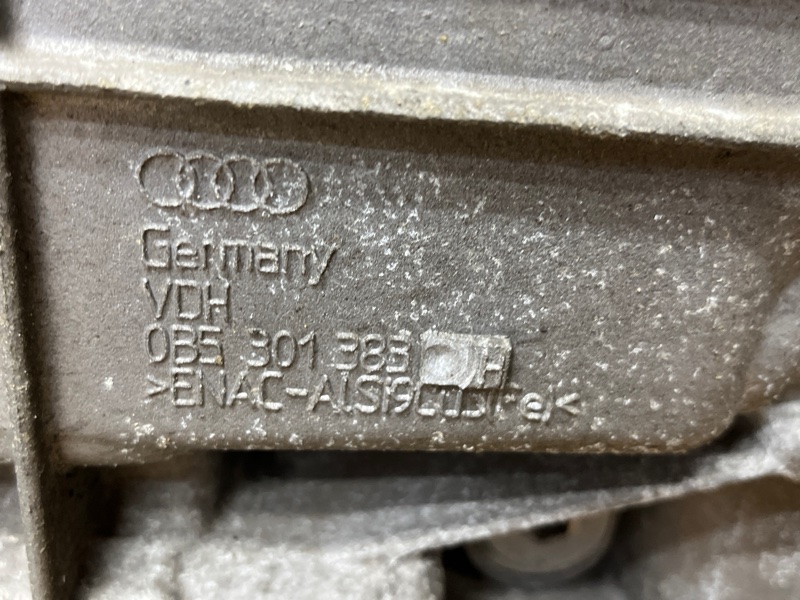 Germany
VDH
0B5 301 383 H
>ENAC-AlSi9Cu3(Fe)<